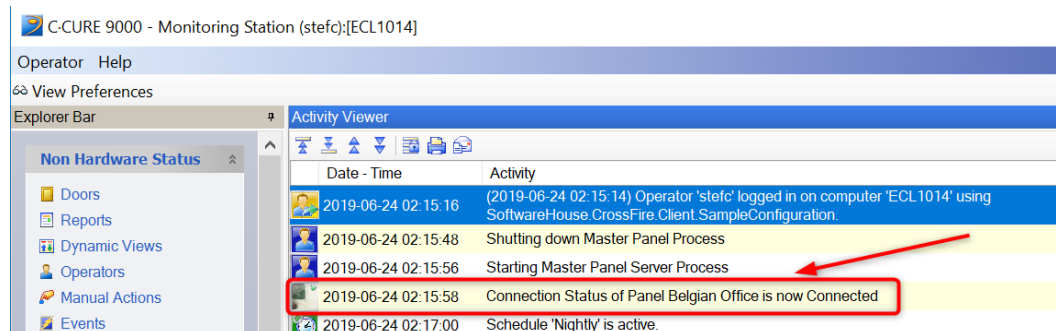 C•CURE 9000 - Monitoring Station (stefc):[ECL1014]
Operator Help
View Preferences
Explorer Bar
Activity Viewer
Non Hardware Status
Doors
Reports
Dynamic Views
Operators
Manual Actions
Events
Date - Time Activity
2019-06-24 02:15:16 (2019-06-24 02:15:14) Operator 'stefc' logged in on computer 'ECL1014' using
SoftwareHouse.CrossFire.Client.SampleConfiguration.
2019-06-24 02:15:48 Shutting down Master Panel Process
2019-06-24 02:15:56 Starting Master Panel Server Process
2019-06-24 02:15:58 Connection Status of Panel Belgian Office is now Connected
2019-06-24 02:17:00 Schedule 'Nightly' is active.